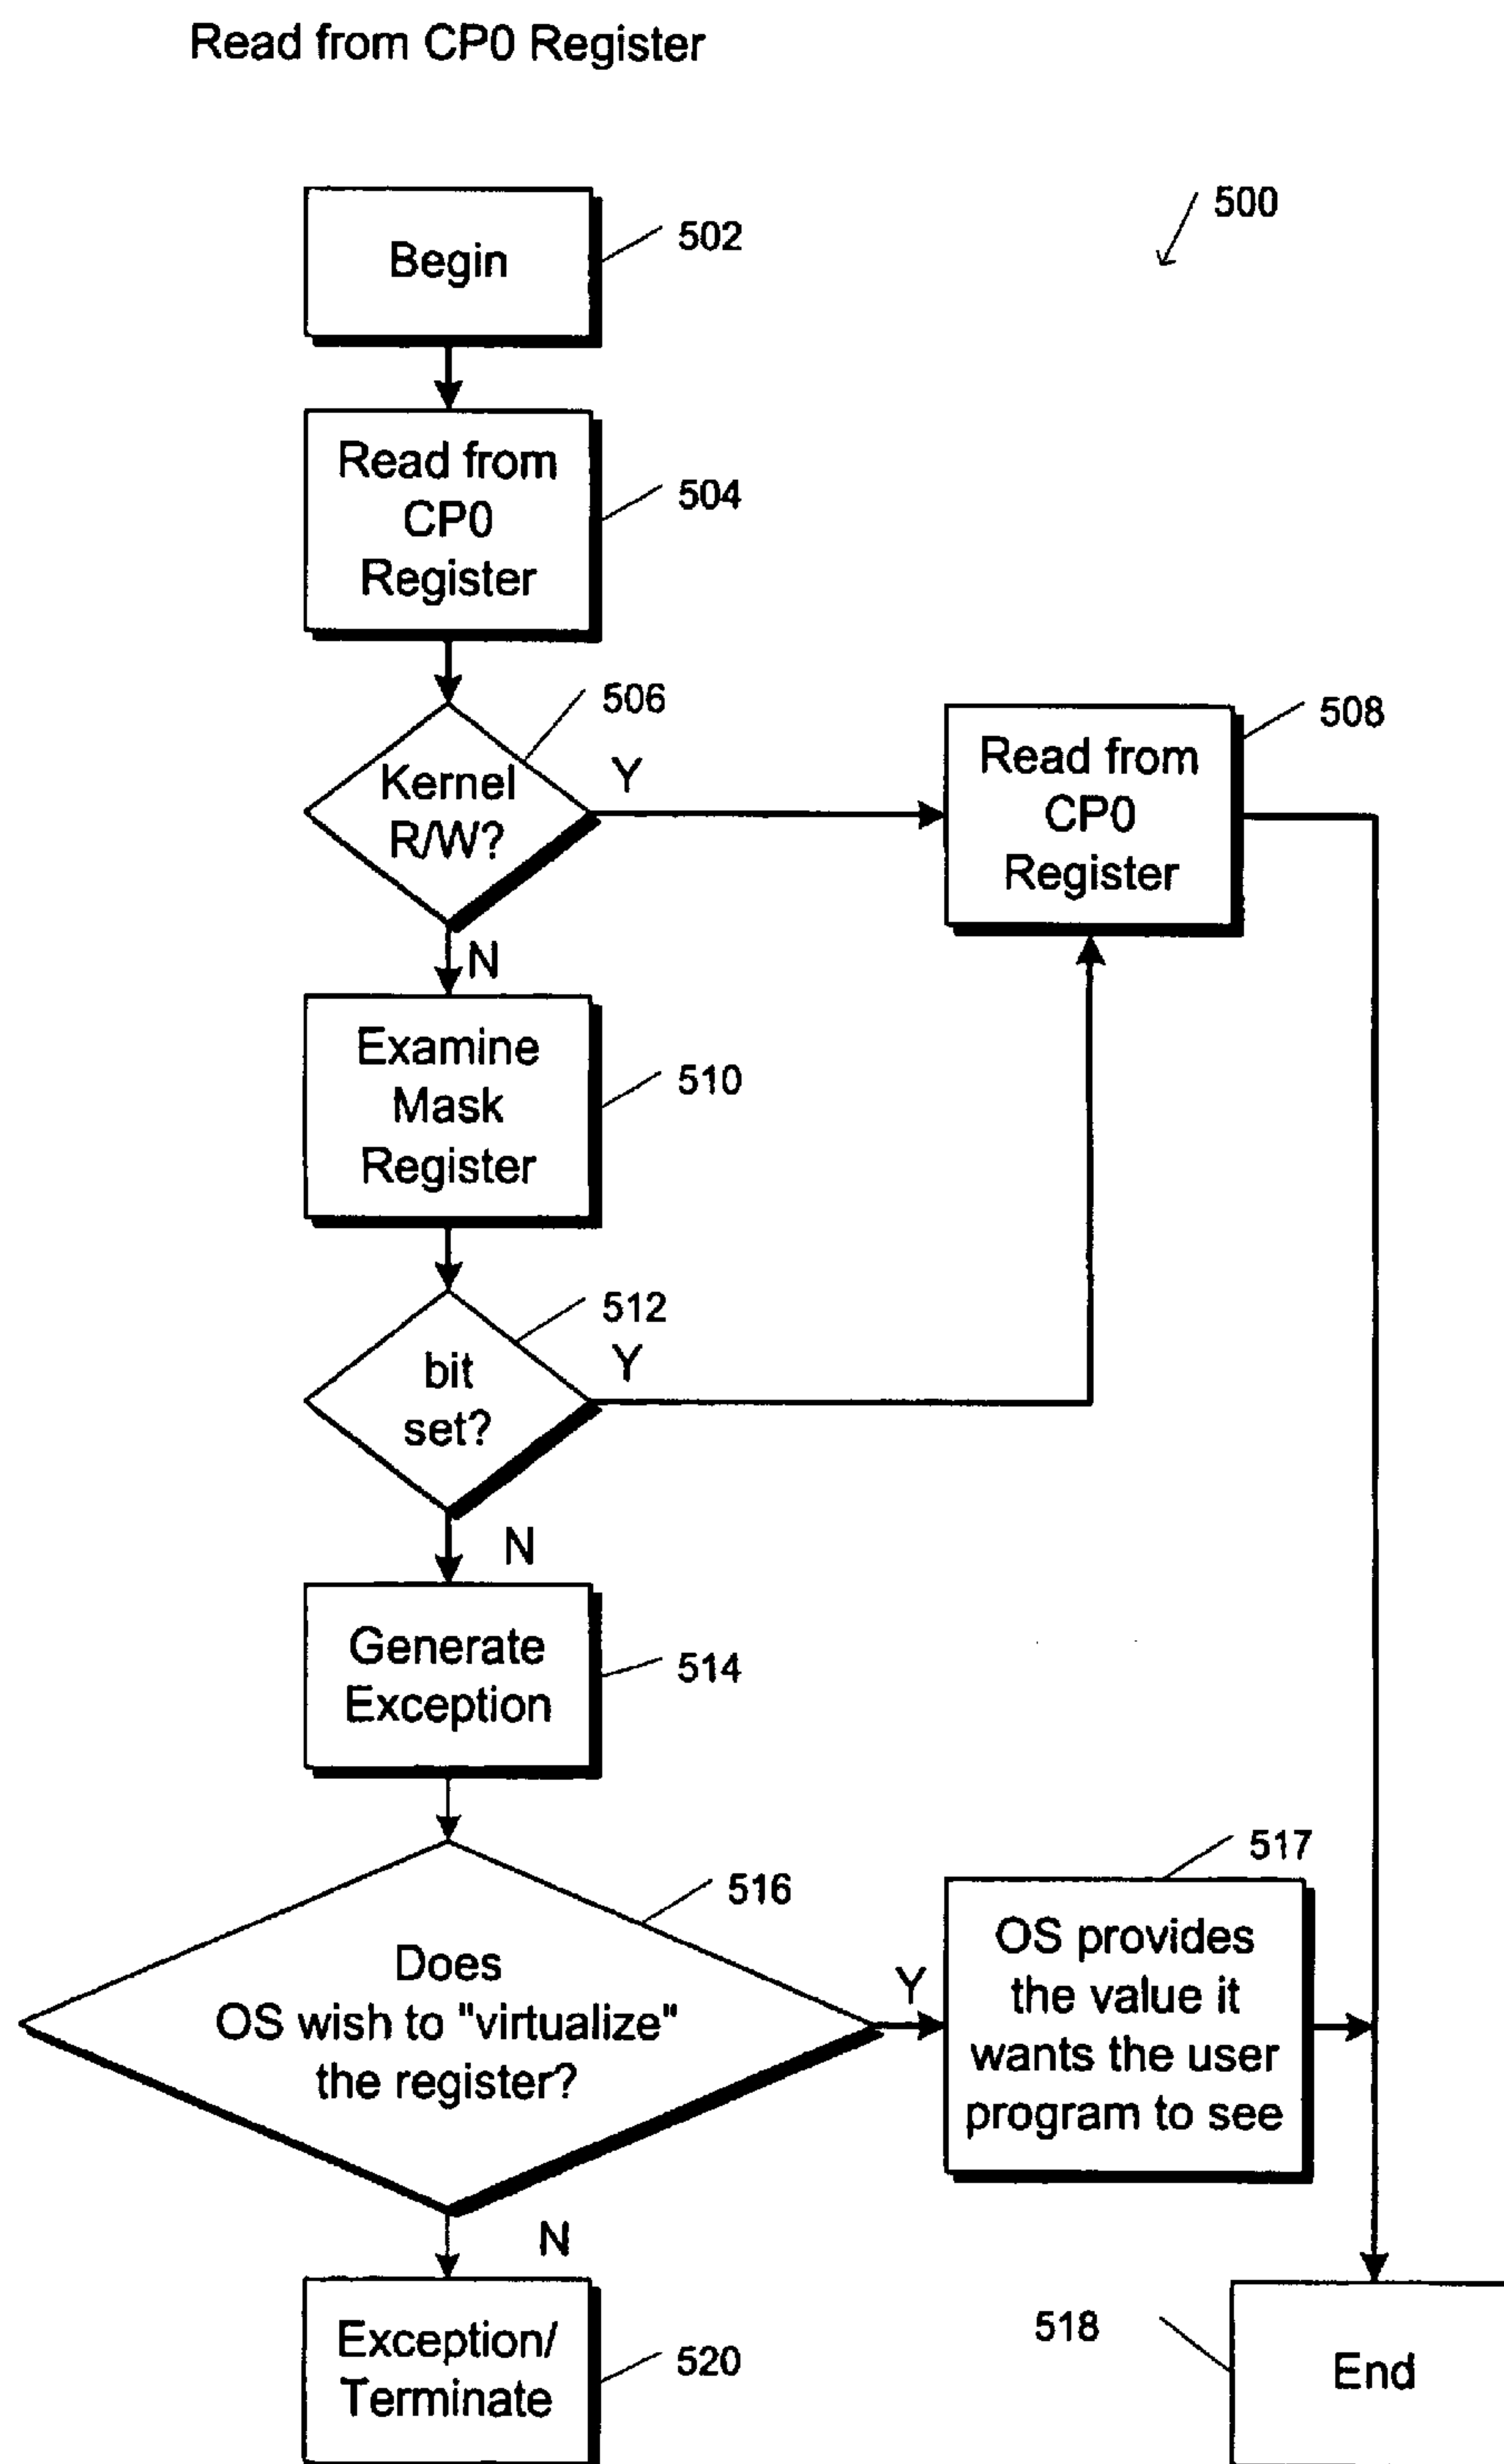 Read from CP0 Register
500
Begin
502
Read from
CP0
Register
504
Kernel
R/W?
506
Y
N
Read from
CP0
Register
508
Examine
Mask
Register
510
bit
set?
512
Y
N
Generate
Exception
514
Does
OS wish to "virtualize"
the register?
516
Y
N
OS provides
the value it
wants the user
program to see
517
Exception/
Terminate
520
518
End